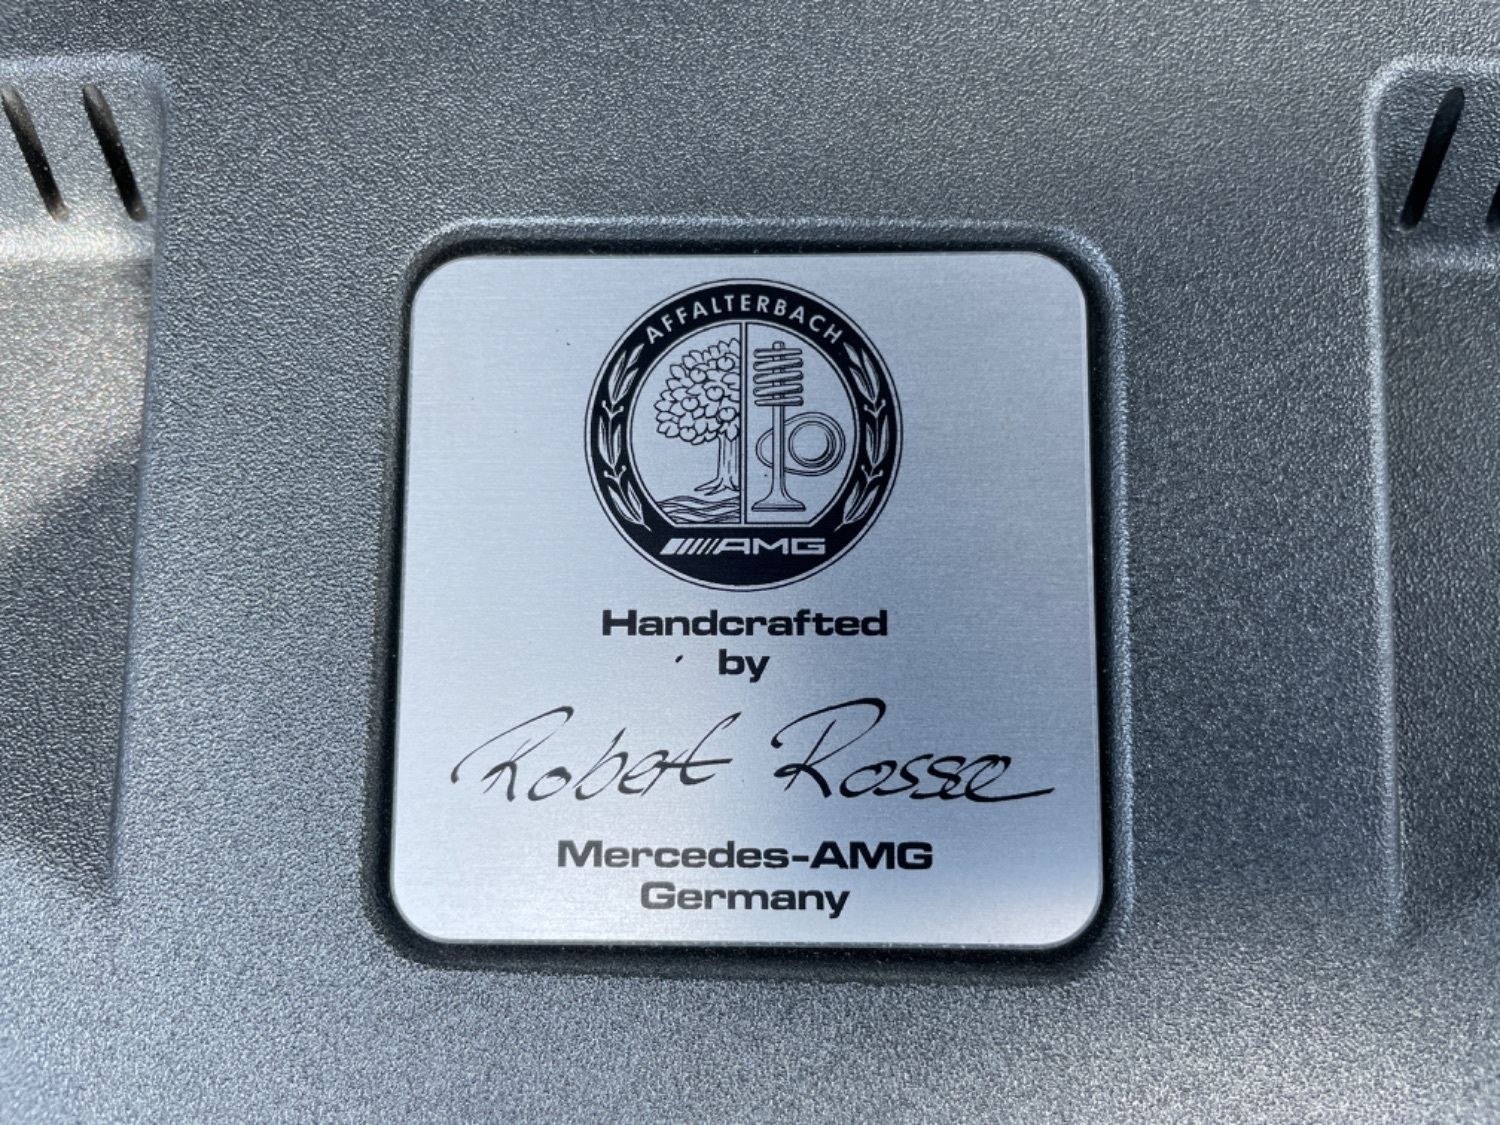 AFFALTERBACH
AMG
Handcrafted
by
Robert Rosse
Mercedes-AMG
Germany